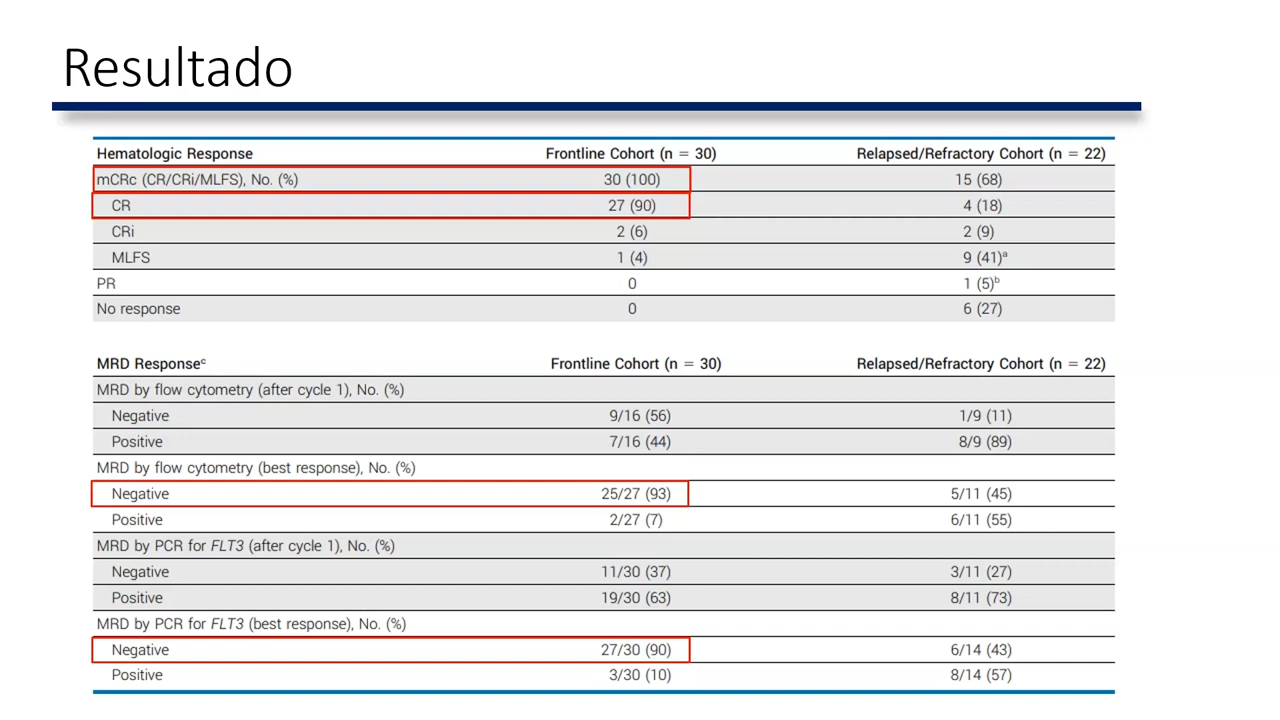 Resultado
Hematologic Response Frontline Cohort (n = 30) Relapsed/Refractory Cohort (n = 22)
mCRc (CR/CRi/MLFS), No. (%) 30 (100) 15 (68)
CR 27 (90) 4 (18)
CRi 2 (6) 2 (9)
MLFS 1 (4) 9 (41)ᵃ
PR 0 1 (5)ᵇ
No response 0 6 (27)
MRD Responseᶜ Frontline Cohort (n = 30) Relapsed/Refractory Cohort (n = 22)
MRD by flow cytometry (after cycle 1), No. (%)
Negative 9/16 (56) 1/9 (11)
Positive 7/16 (44) 8/9 (89)
MRD by flow cytometry (best response), No. (%)
Negative 25/27 (93) 5/11 (45)
Positive 2/27 (7) 6/11 (55)
MRD by PCR for FLT3 (after cycle 1), No. (%)
Negative 11/30 (37) 3/11 (27)
Positive 19/30 (63) 8/11 (73)
MRD by PCR for FLT3 (best response), No. (%)
Negative 27/30 (90) 6/14 (43)
Positive 3/30 (10) 8/14 (57)